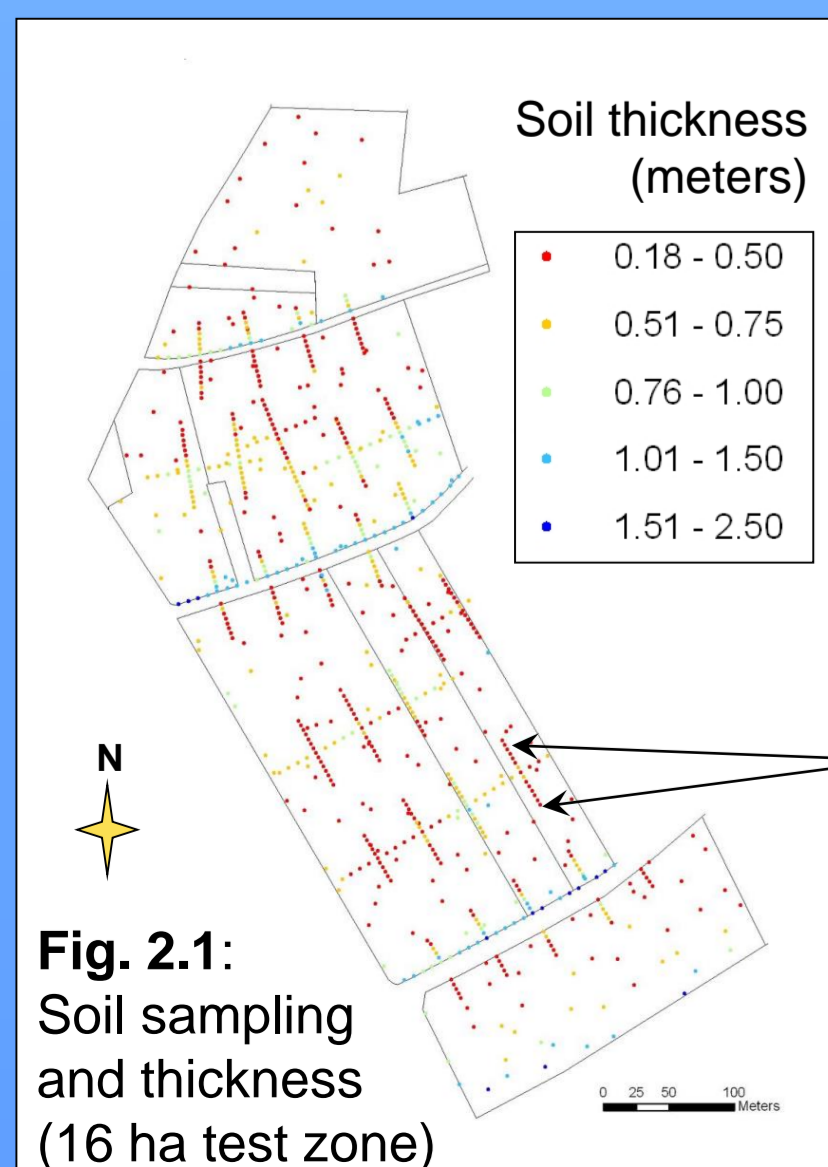 Soil thickness
(meters)
0.18 - 0.50
0.51 - 0.75
0.76 - 1.00
1.01 - 1.50
1.51 - 2.50
N
Fig. 2.1:
Soil sampling
and thickness
(16 ha test zone)
0 25 50 100
Meters